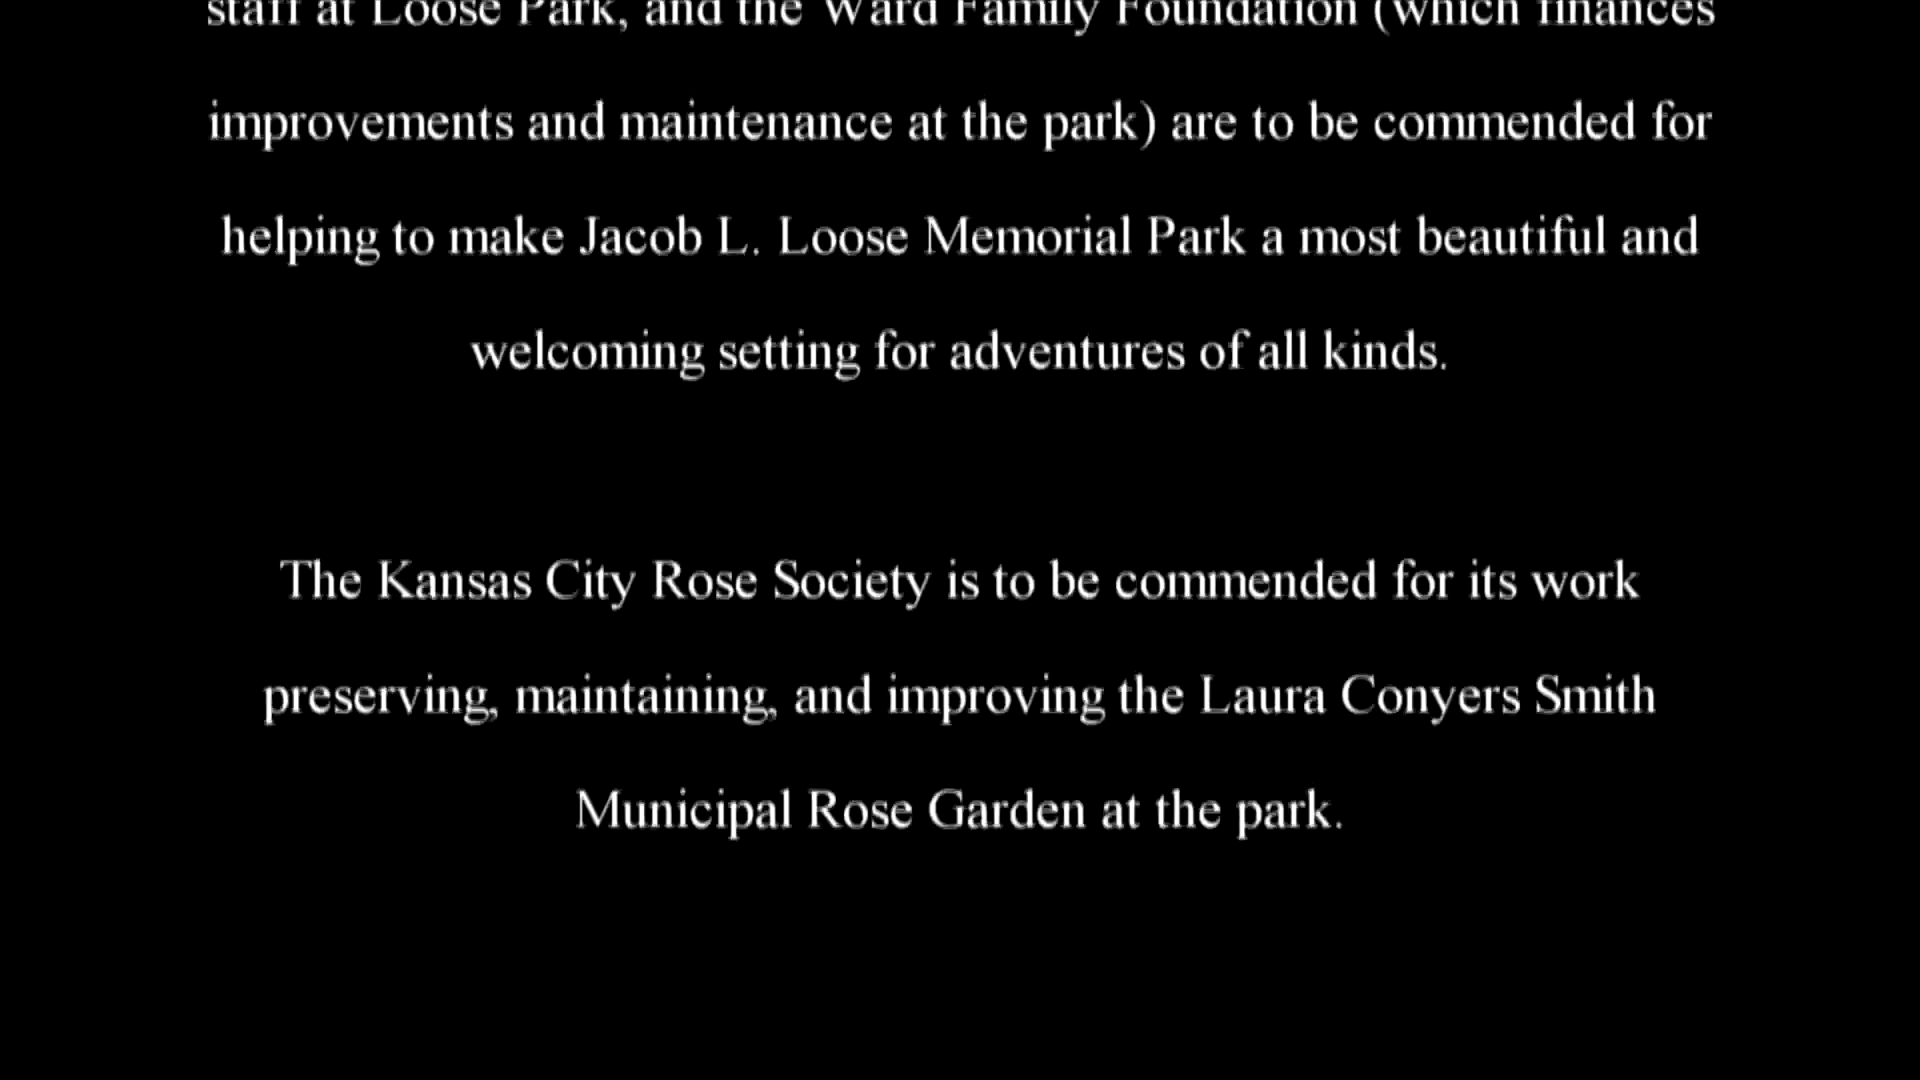 staff at Loose Park, and the Ward Family Foundation (which finances
improvements and maintenance at the park) are to be commended for
helping to make Jacob L. Loose Memorial Park a most beautiful and
welcoming setting for adventures of all kinds.
The Kansas City Rose Society is to be commended for its work
preserving, maintaining, and improving the Laura Conyers Smith
Municipal Rose Garden at the park.